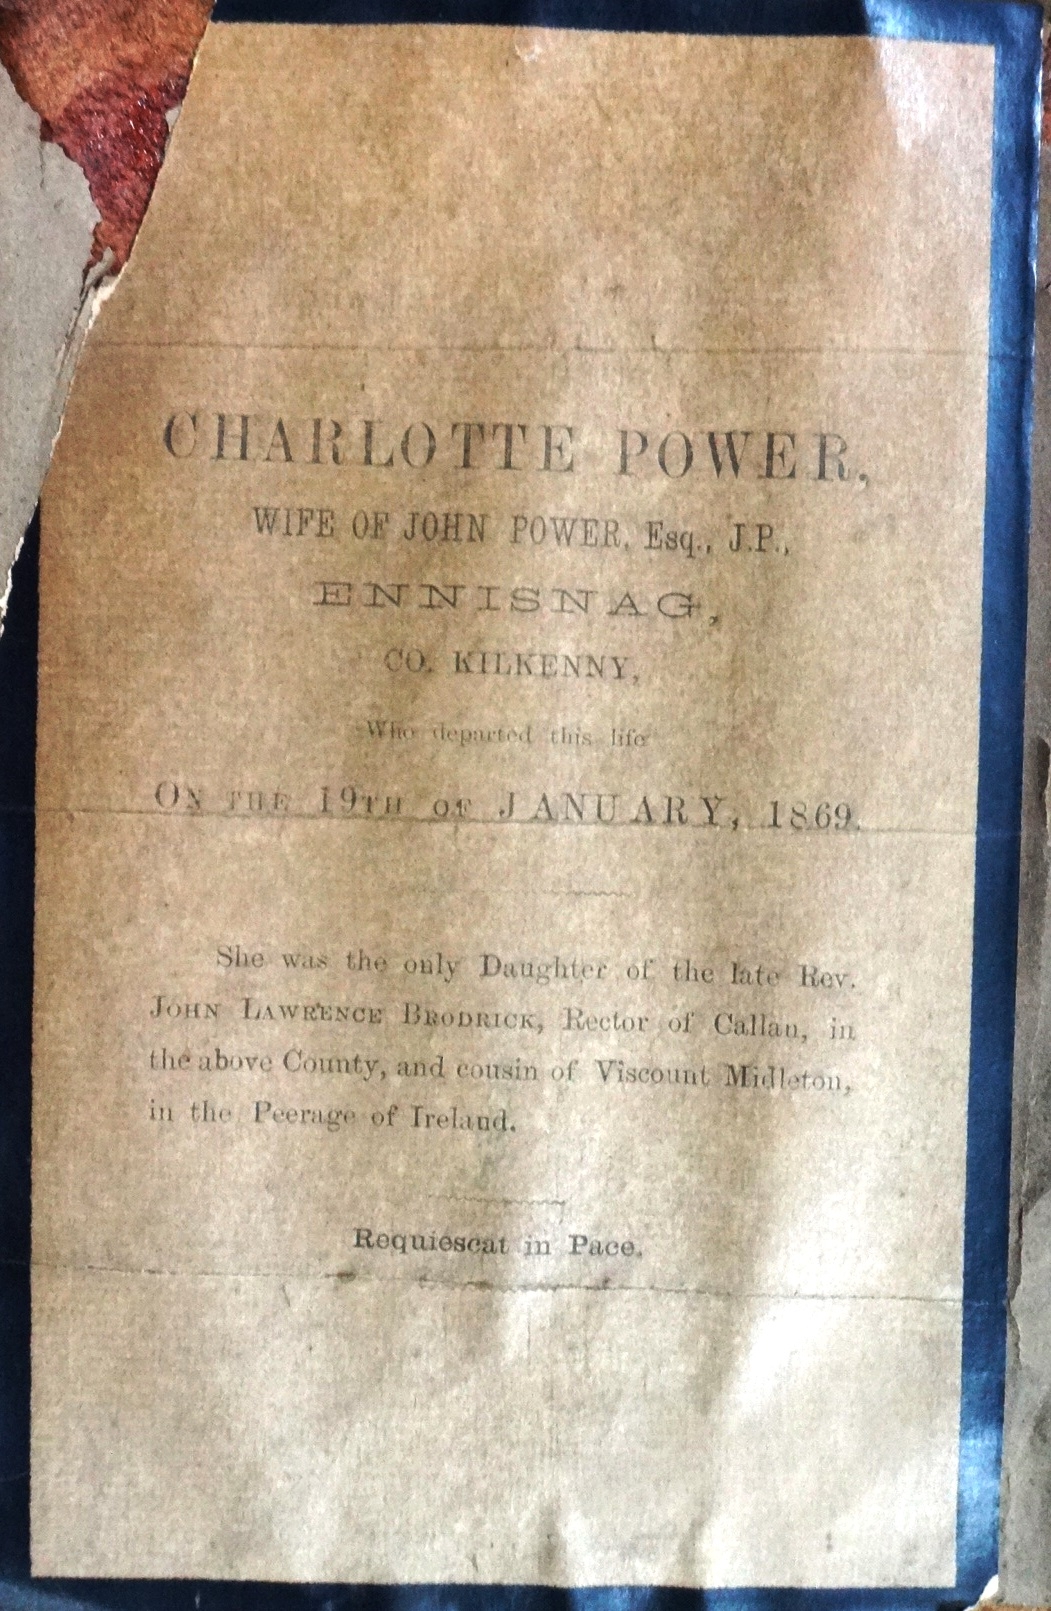 CHARLOTTE POWER,
WIFE OF JOHN POWER, Esq., J.P.,
ENNISNAG,
CO. KILKENNY,
Who departed this life
ON THE 19TH OF JANUARY, 1869.
She was the only Daughter of the late Rev.
JOHN LAWRENCE BRODRICK, Rector of Callan, in
the above County, and cousin of Viscount Midleton,
in the Peerage of Ireland.
Requiescat in Pace.